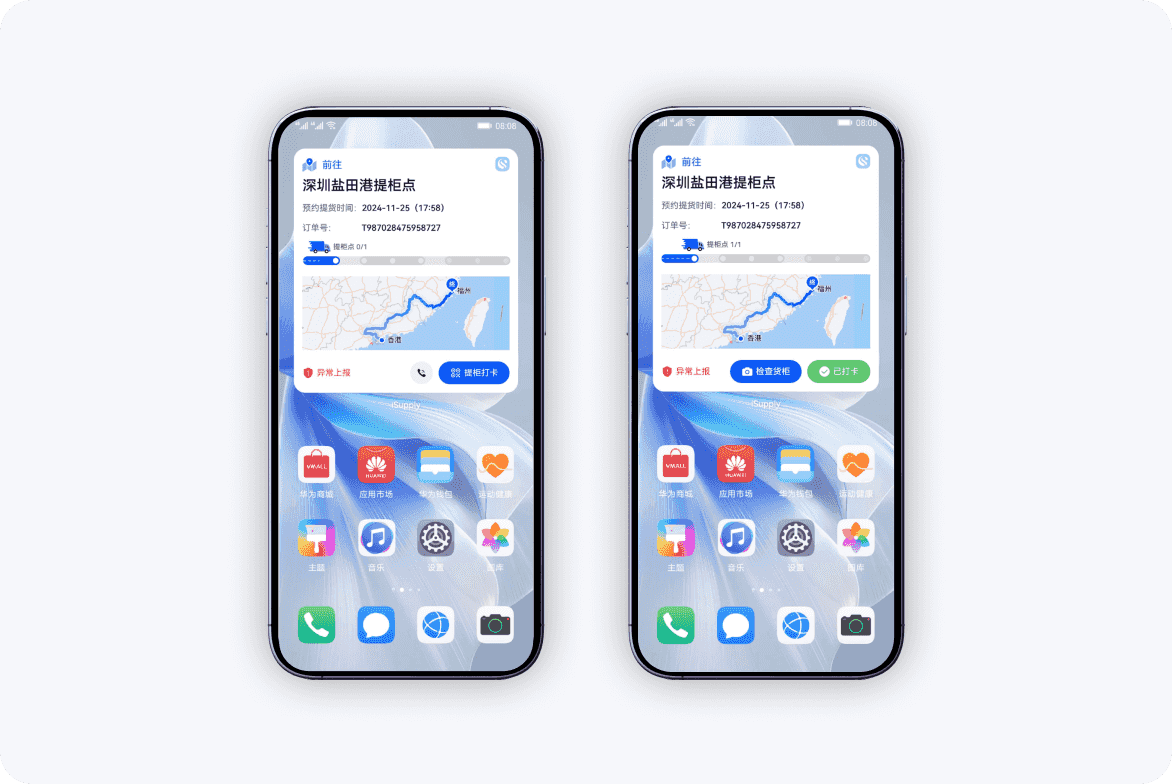 08:08
前往
深圳盐田港提柜点
预约提货时间: 2024-11-25 (17:58)
订单号: T987028475958727
提柜点 0/1
终
福州
香港
异常上报
提柜打卡
iSupply
VMALL
HUAWEI
华为商城 应用市场 华为钱包 运动健康
主题 音乐 设置 图库
08:08
前往
深圳盐田港提柜点
预约提货时间: 2024-11-25 (17:58)
订单号: T987028475958727
提柜点 1/1
终
福州
香港
异常上报
检查货柜
已打卡
iSupply
VMALL
HUAWEI
华为商城 应用市场 华为钱包 运动健康
主题 音乐 设置 图库